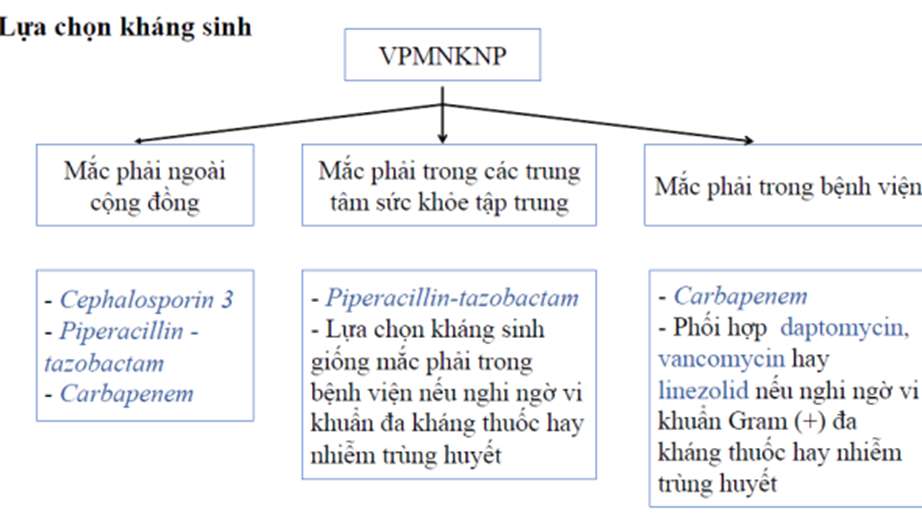 Lựa chọn kháng sinh
VPMNKNP
Mắc phải ngoài
cộng đồng
Mắc phải trong các trung
tâm sức khỏe tập trung
Mắc phải trong bệnh viện
- Cephalosporin 3
- Piperacillin -
tazobactam
- Carbapenem
- Piperacillin-tazobactam
- Lựa chọn kháng sinh
giống mắc phải trong
bệnh viện nếu nghi ngờ vi
khuẩn đa kháng thuốc hay
nhiễm trùng huyết
- Carbapenem
- Phối hợp daptomycin,
vancomycin hay
linezolid nếu nghi ngờ vi
khuẩn Gram (+) đa
kháng thuốc hay nhiễm
trùng huyết